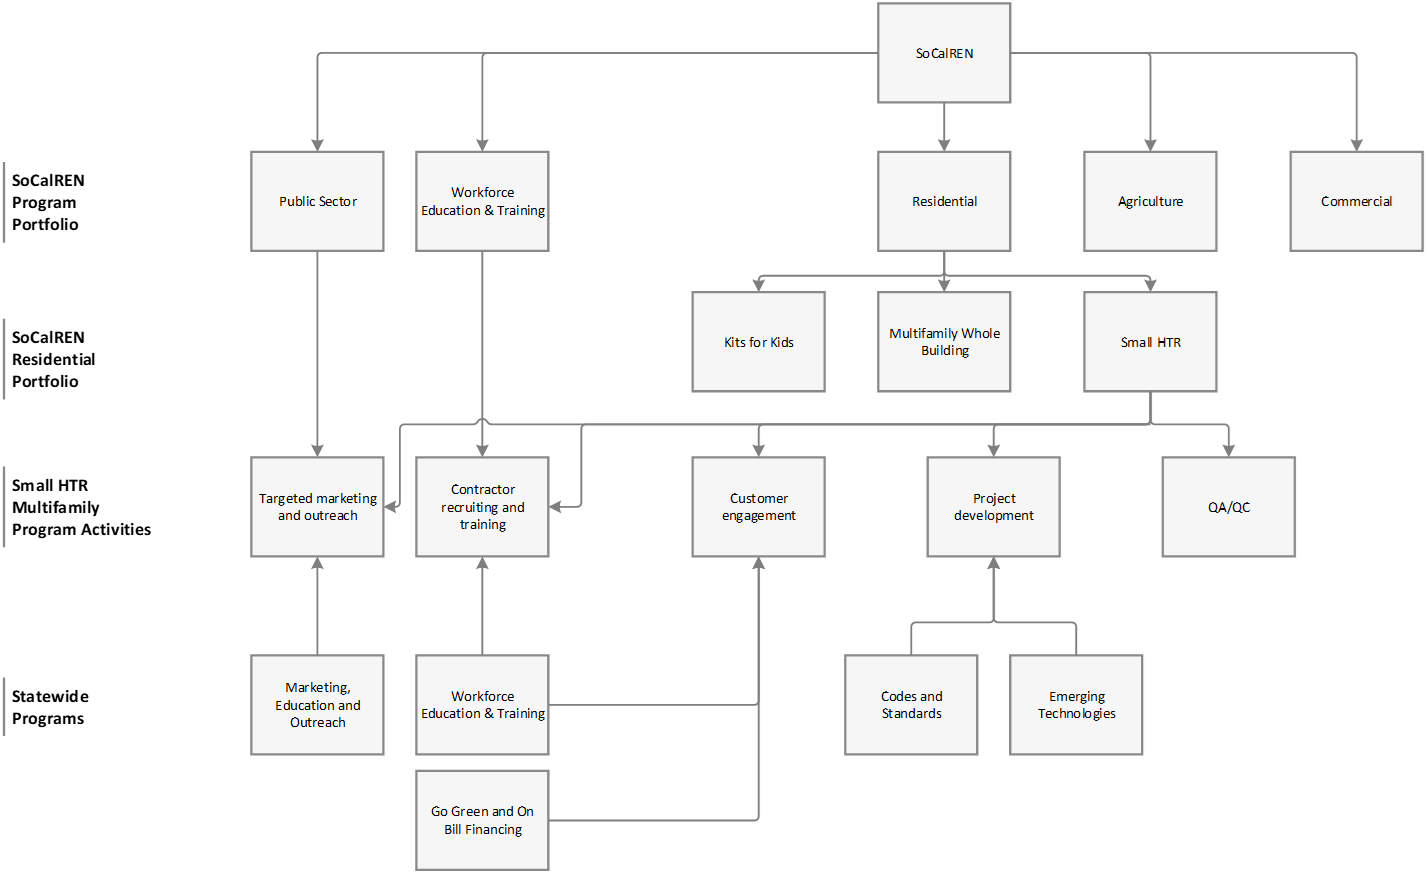 SoCalREN
SoCalREN
Program
Portfolio
Public Sector
Workforce
Education & Training
Residential
Agriculture
Commercial
SoCalREN
Residential
Portfolio
Kits for Kids
Multifamily Whole
Building
Small HTR
Small HTR
Multifamily
Program Activities
Targeted marketing
and outreach
Contractor
recruiting and
training
Customer
engagement
Project
development
QA/QC
Statewide
Programs
Marketing,
Education and
Outreach
Workforce
Education & Training
Codes and
Standards
Emerging
Technologies
Go Green and On
Bill Financing